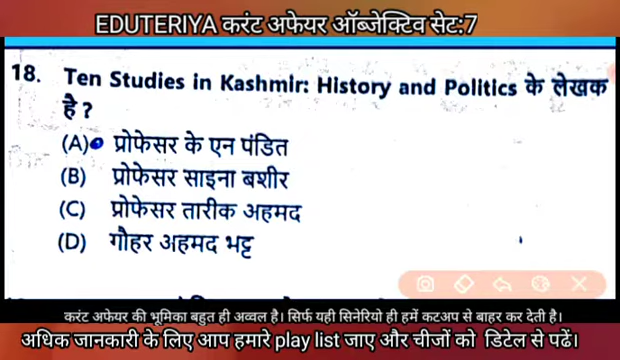 EDUTERIYA करंट अफेयर ऑब्जेक्टिव सेट:7
18. Ten Studies in Kashmir: History and Politics के लेखक
है ?
(A) प्रोफेसर के एन पंडित
(B) प्रोफेसर साइना बशीर
(C) प्रोफेसर तारीक अहमद
(D) गौहर अहमद भट्ट
करंट अफेयर की भूमिका बहुत ही अव्वल है। सिर्फ यही सिनेरियो ही हमें कटअप से बाहर कर देती है।
अधिक जानकारी के लिए आप हमारे play list जाए और चीजों को डिटेल से पढें।